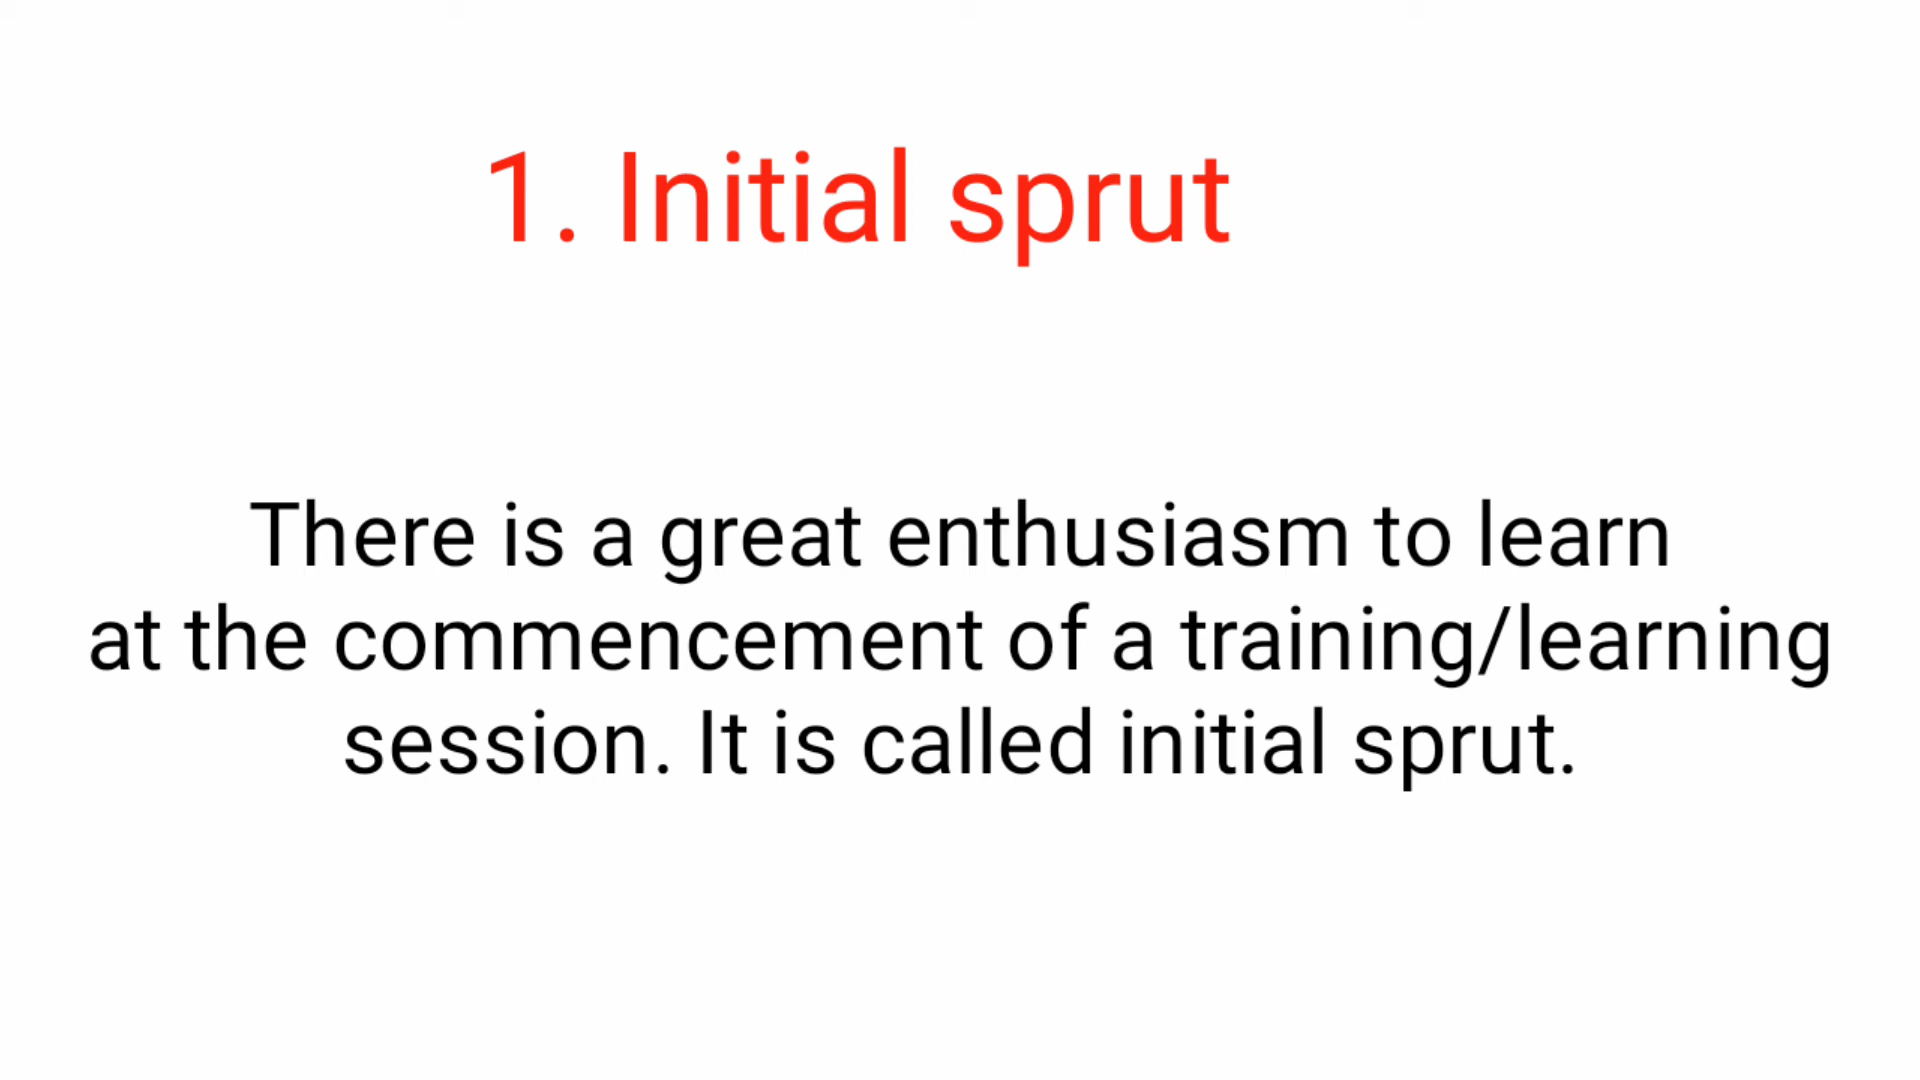 1. Initial sprut
There is a great enthusiasm to learn
at the commencement of a training/learning
session. It is called initial sprut.